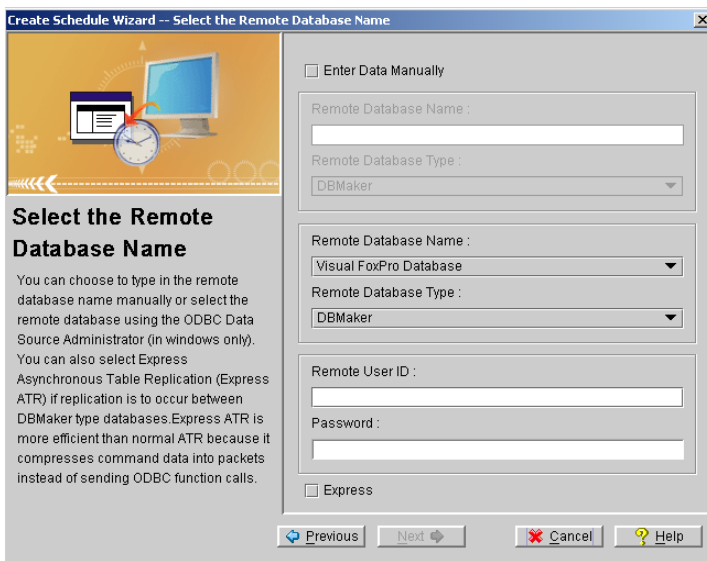 Create Schedule Wizard -- Select the Remote Database Name
Select the Remote
Database Name
You can choose to type in the remote
database name manually or select the
remote database using the ODBC Data
Source Administrator (in windows only).
You can also select Express
Asynchronous Table Replication (Express
ATR) if replication is to occur between
DBMaker type databases.Express ATR is
more efficient than normal ATR because it
compresses command data into packets
instead of sending ODBC function calls.
Enter Data Manually
Remote Database Name :
Remote Database Type :
DBMaker
Remote Database Name :
Visual FoxPro Database
Remote Database Type :
DBMaker
Remote User ID :
Password :
Express
Previous
Next
Cancel
Help